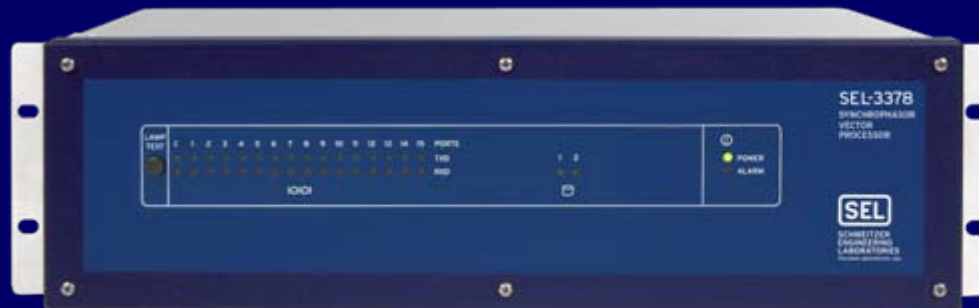 SEL-3378
SYNCHROPHASOR
VECTOR
PROCESSOR
LAMP
TEST
C 1 2 3 4 5 6 7 8 9 10 11 12 13 14 15 PORTS
TXD
RXD
1 2
POWER
ALARM
SEL
SCHWEITZER
ENGINEERING
LABORATORIES